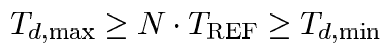 T_{d,max} ≥ N · T_{REF} ≥ T_{d,min}